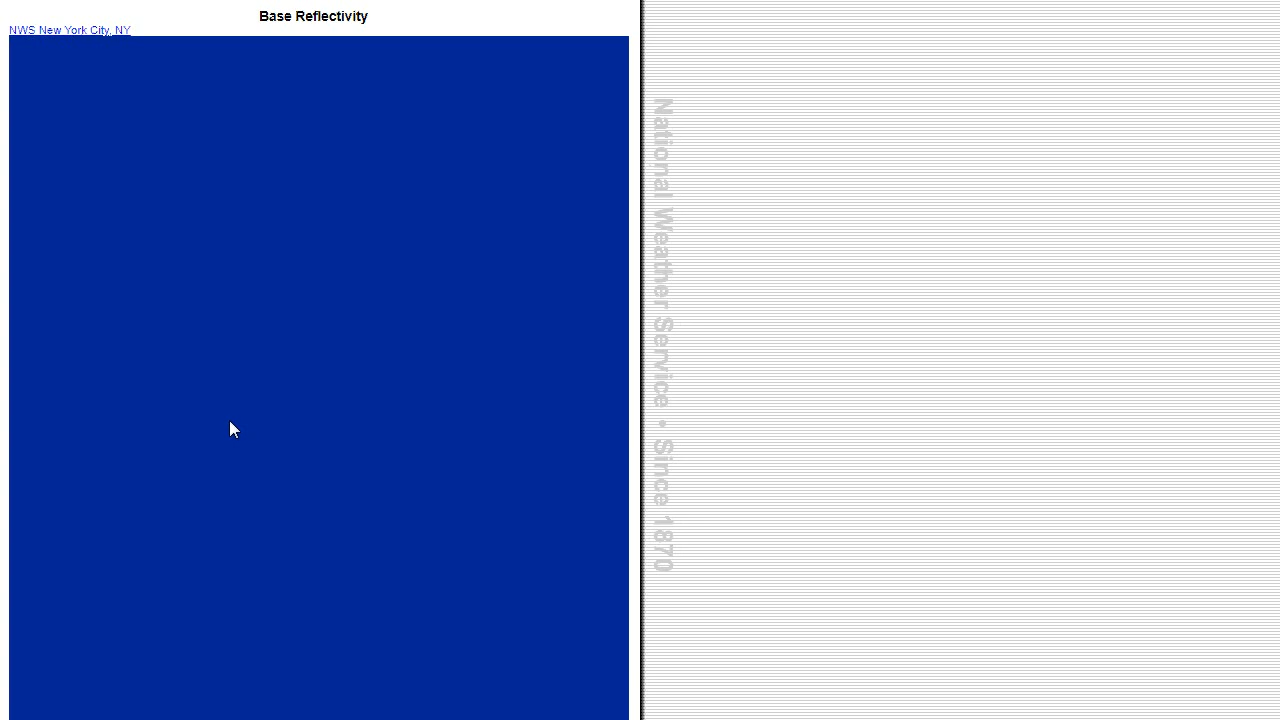 Base Reflectivity
NWS New York City, NY
National Weather Service • Since 1870